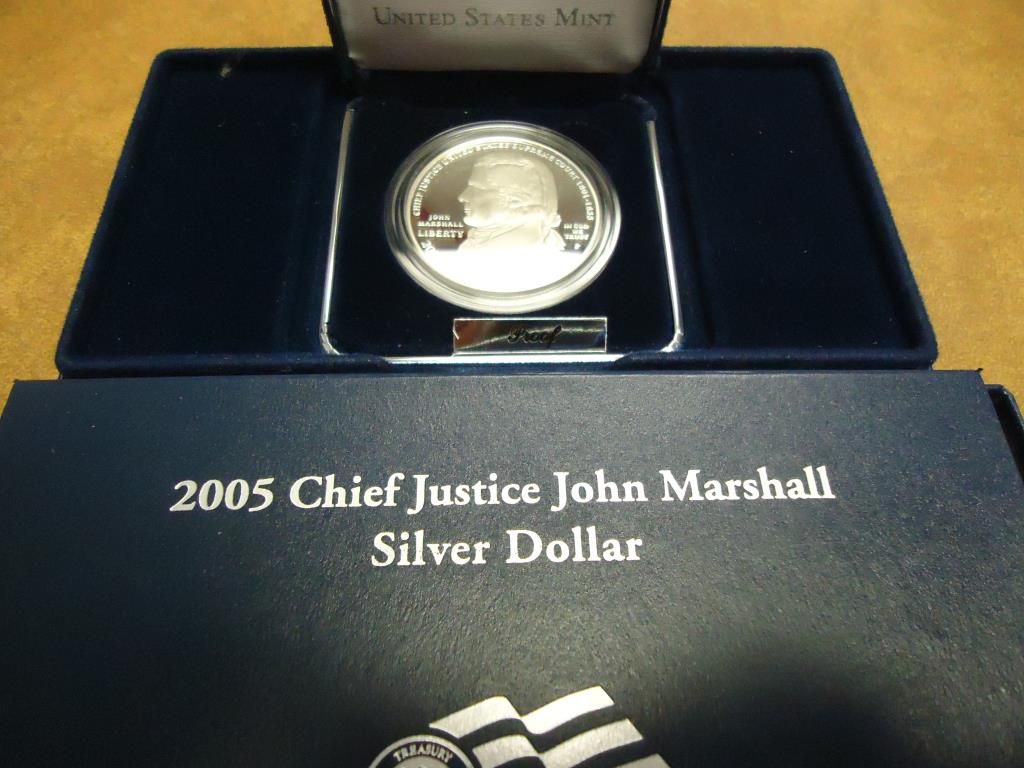 UNITED STATES MINT
CHIEF JUSTICE UNITED STATES SUPREME COURT 1801-1835
JOHN
MARSHALL
LIBERTY
IN GOD
WE
TRUST
P
Proof
2005 Chief Justice John Marshall
Silver Dollar
TREASURY